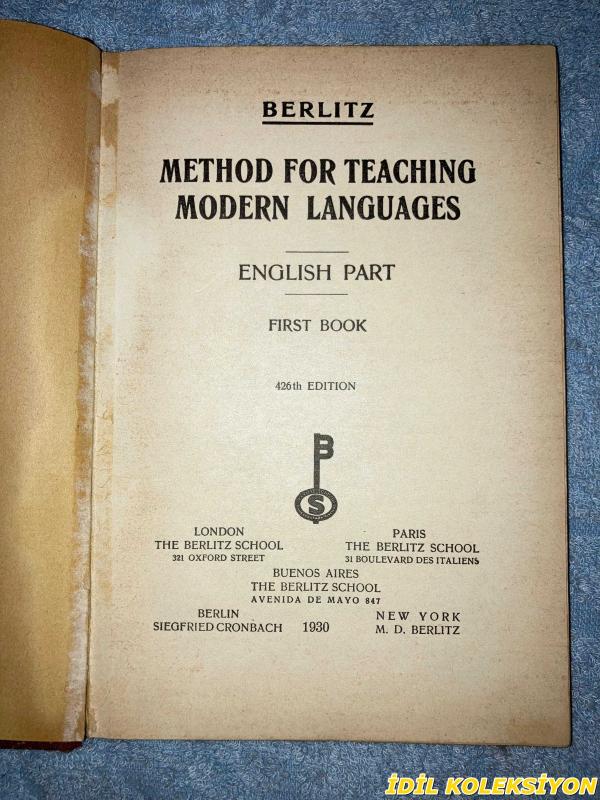 BERLITZ
METHOD FOR TEACHING
MODERN LANGUAGES
ENGLISH PART
FIRST BOOK
426th EDITION
B
S
LONDON
THE BERLITZ SCHOOL
321 OXFORD STREET
PARIS
THE BERLITZ SCHOOL
31 BOULEVARD DES ITALIENS
BUENOS AIRES
THE BERLITZ SCHOOL
AVENIDA DE MAYO 847
BERLIN
SIEGFRIED CRONBACH
1930
NEW YORK
M. D. BERLITZ
İDİL KOLEKSİYON